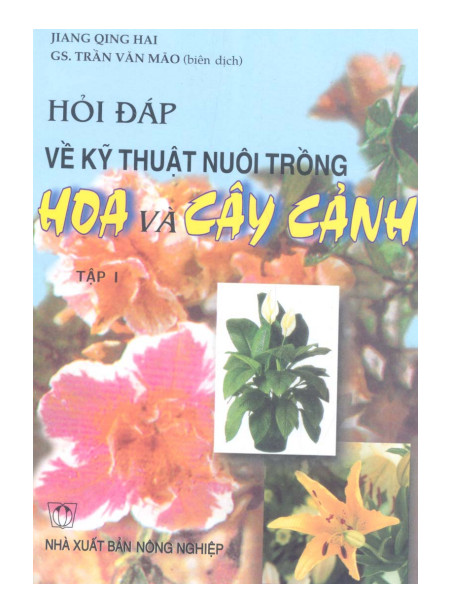 JIANG QING HAI
GS. TRẦN VĂN MÃO (biên dịch)
HỎI ĐÁP
VỀ KỸ THUẬT NUÔI TRỒNG
HOA VÀ CÂY CẢNH
TẬP I
NHÀ XUẤT BẢN NÔNG NGHIỆP